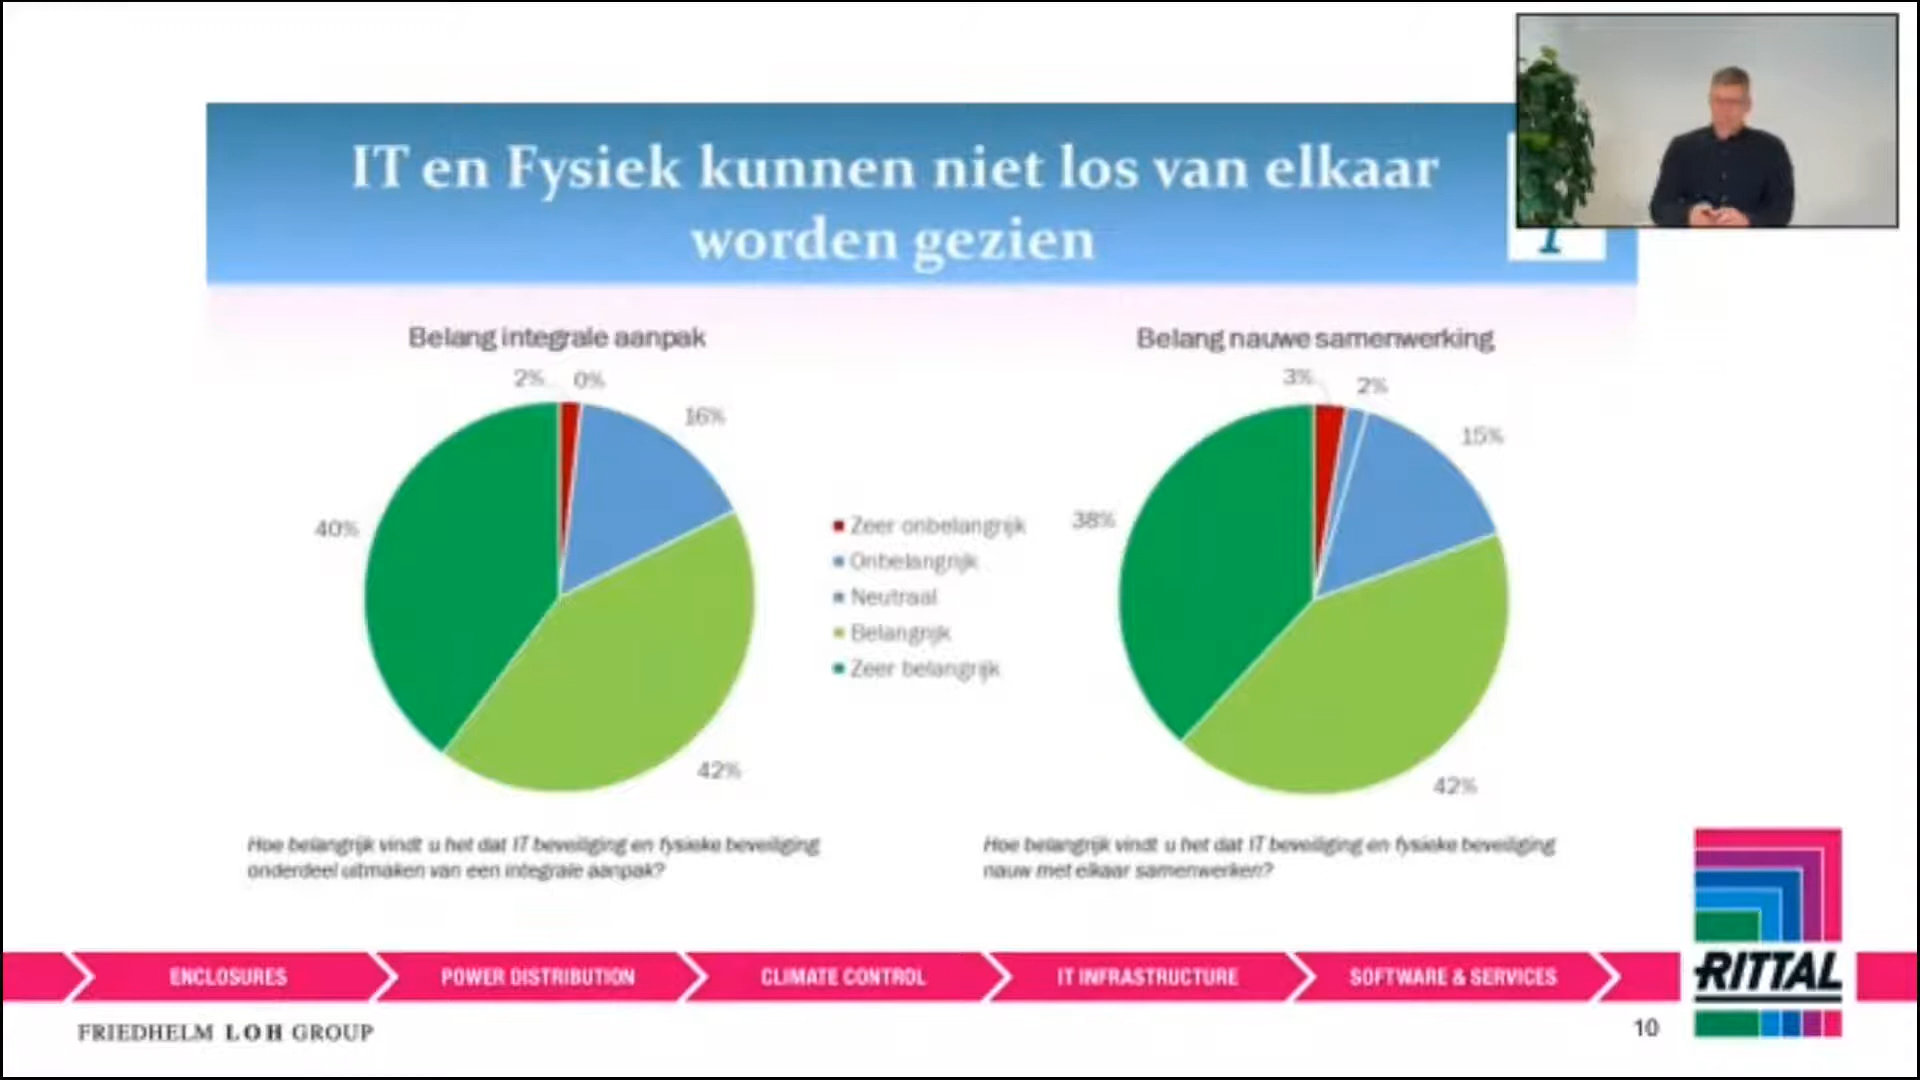 IT en Fysiek kunnen niet los van elkaar
worden gezien
Belang integrale aanpak
2%
0%
16%
40%
42%
Zeer onbelangrijk
Onbelangrijk
Neutraal
Belangrijk
Zeer belangrijk
Belang nauwe samenwerking
3%
2%
15%
38%
42%
Hoe belangrijk vindt u het dat IT beveiliging en fysieke beveiliging
onderdeel uitmaken van een integrale aanpak?
Hoe belangrijk vindt u het dat IT beveiliging en fysieke beveiliging
nauw met elkaar samenwerken?
ENCLOSURES
POWER DISTRIBUTION
CLIMATE CONTROL
IT INFRASTRUCTURE
SOFTWARE & SERVICES
RITTAL
FRIEDHELM LOH GROUP
10